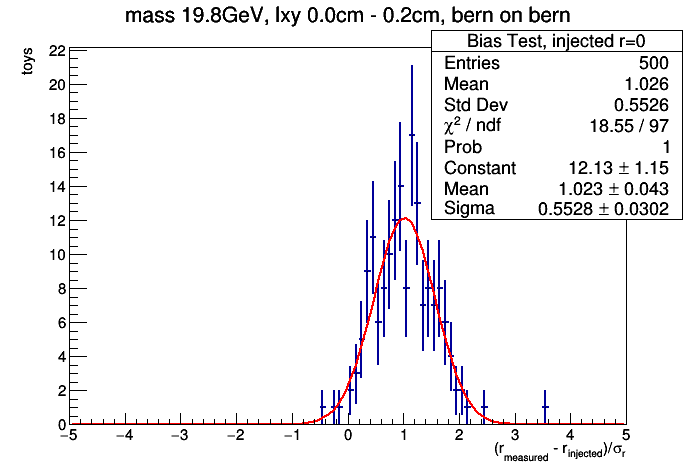 mass 19.8GeV, lxy 0.0cm - 0.2cm, bern on bern
Bias Test, injected r=0
Entries 500
Mean 1.026
Std Dev 0.5526
χ² / ndf 18.55 / 97
Prob 1
Constant 12.13 ± 1.15
Mean 1.023 ± 0.043
Sigma 0.5528 ± 0.0302
toys
22
20
18
16
14
12
10
8
6
4
2
0
−5 −4 −3 −2 −1 0 1 2 3 4 5
(r_measured - r_injected)/σ_r